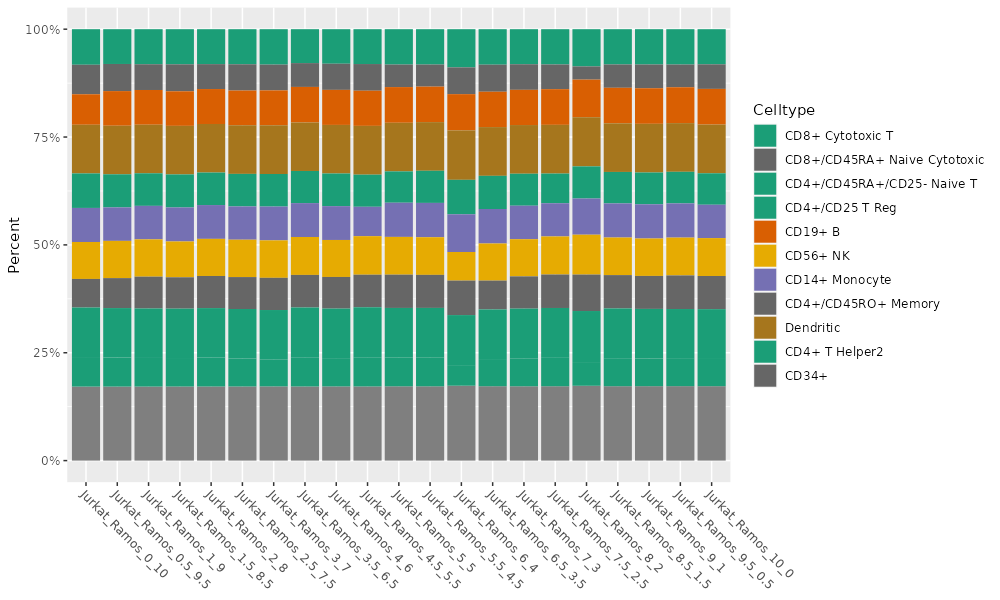 100%
75%
50%
25%
0%
Percent
Jurkat_Ramos_0_10
Jurkat_Ramos_0.5_9.5
Jurkat_Ramos_1_9
Jurkat_Ramos_1.5_8.5
Jurkat_Ramos_2_8
Jurkat_Ramos_2.5_7.5
Jurkat_Ramos_3_7
Jurkat_Ramos_3.5_6.5
Jurkat_Ramos_4_6
Jurkat_Ramos_4.5_5.5
Jurkat_Ramos_5_5
Jurkat_Ramos_5.5_4.5
Jurkat_Ramos_6_4
Jurkat_Ramos_6.5_3.5
Jurkat_Ramos_7_3
Jurkat_Ramos_7.5_2.5
Jurkat_Ramos_8_2
Jurkat_Ramos_8.5_1.5
Jurkat_Ramos_9_1
Jurkat_Ramos_9.5_0.5
Jurkat_Ramos_10_0
Celltype
CD8+ Cytotoxic T
CD8+/CD45RA+ Naive Cytotoxic
CD4+/CD45RA+/CD25- Naive T
CD4+/CD25 T Reg
CD19+ B
CD56+ NK
CD14+ Monocyte
CD4+/CD45RO+ Memory
Dendritic
CD4+ T Helper2
CD34+